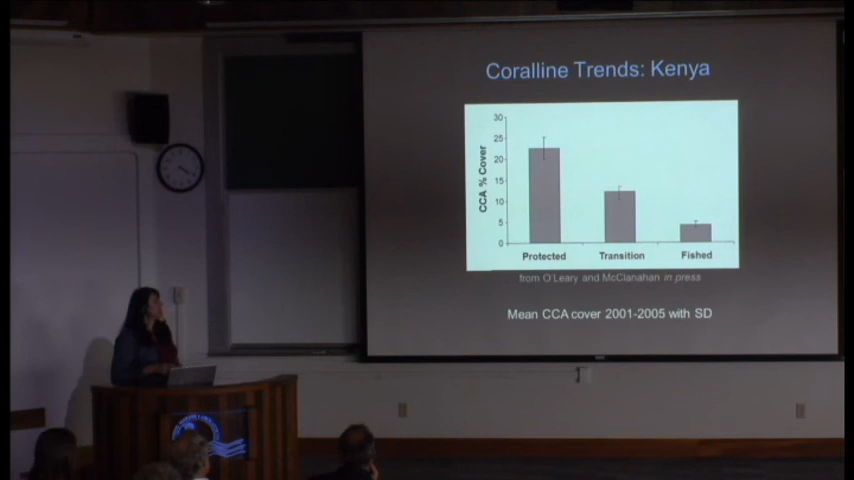 Coralline Trends: Kenya
30
25
20
15
10
5
0
CCA % Cover
Protected Transition Fished
from O'Leary and McClanahan in press
Mean CCA cover 2001-2005 with SD